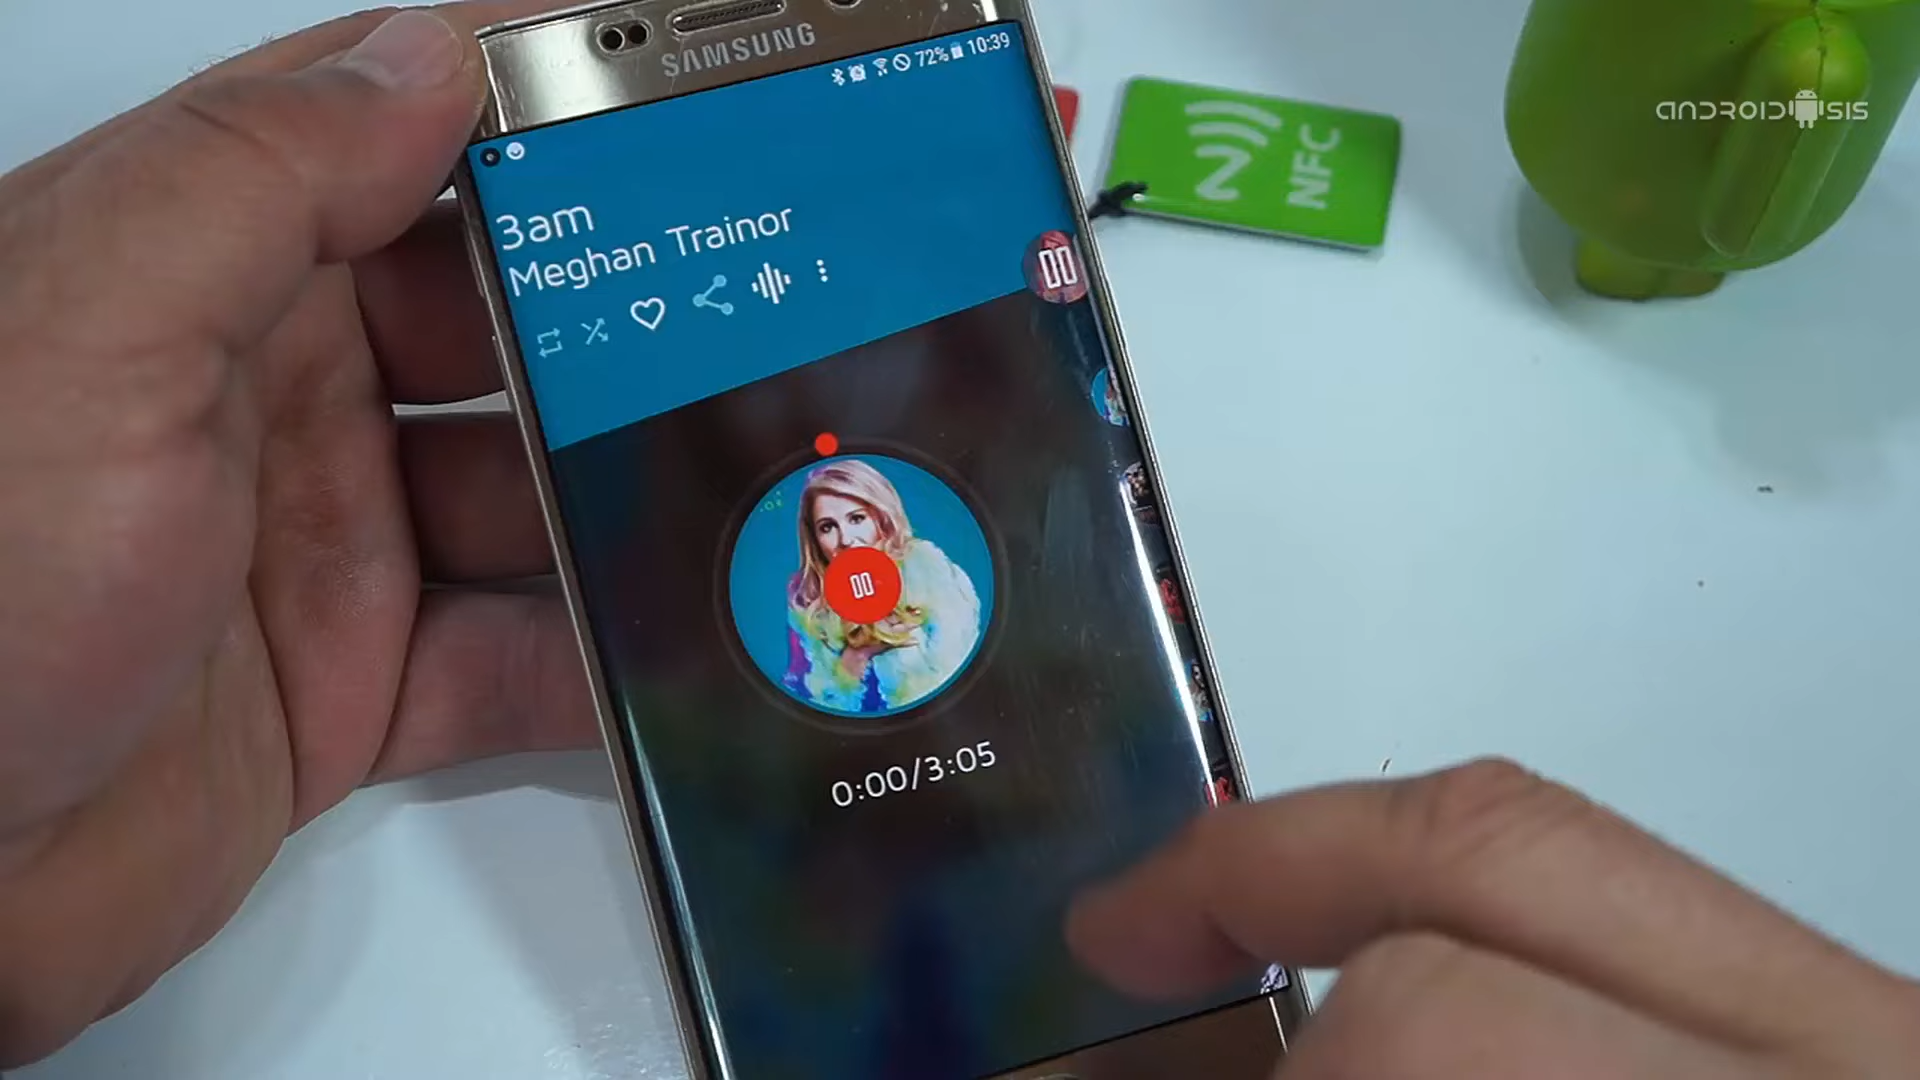 SAMSUNG
72% 10:39
3am
Meghan Trainor
0:00/3:05
N NFC
ANDROIDSIS